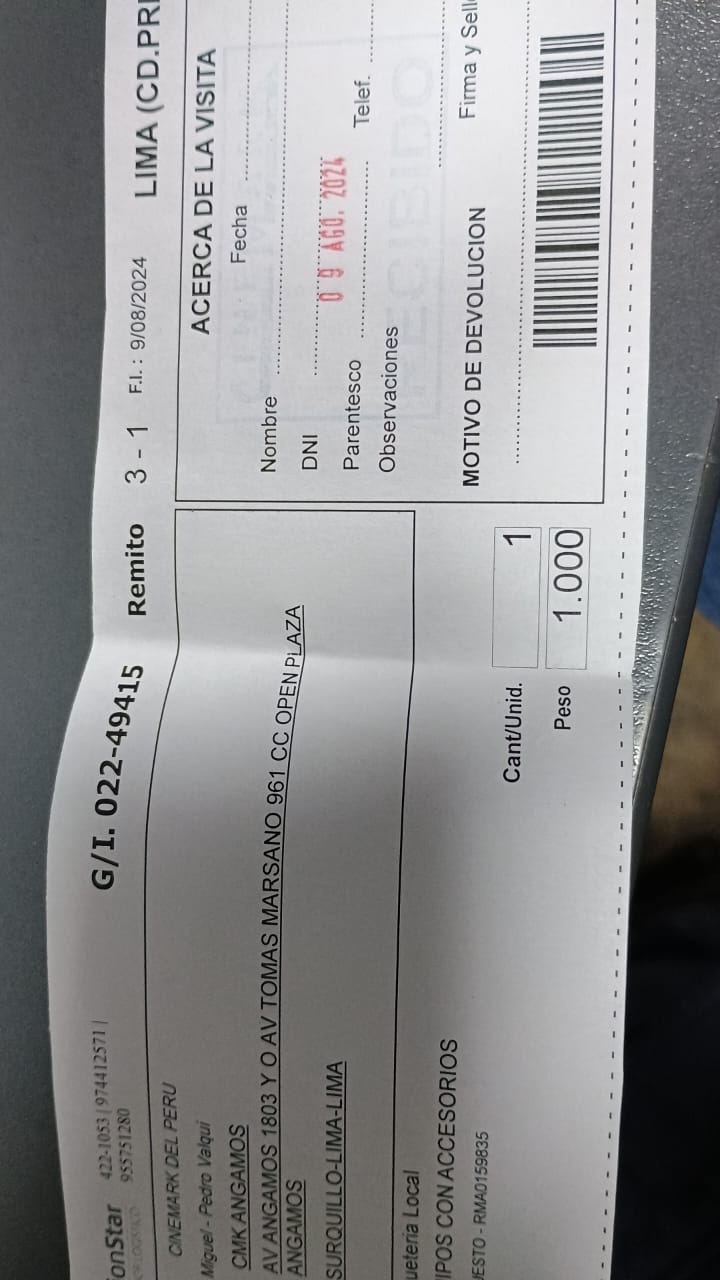 onStar 422-1053 | 974412571 |
955751280
G/I. 022-49415 Remito 3 - 1 F.I.: 9/08/2024 LIMA (CD.PRI
CINEMARK DEL PERU
Miguel - Pedro Valqui
CMK ANGAMOS
AV ANGAMOS 1803 Y O AV TOMAS MARSANO 961 CC OPEN PLAZA
ANGAMOS
SURQUILLO-LIMA-LIMA
uetería Local
IPOS CON ACCESORIOS
ESTO - RMA0159835
Cant/Unid. 1
Peso 1.000
ACERCA DE LA VISITA
Fecha
Nombre
DNI
09 AGO. 2024
Parentesco Telef.
Observaciones
RECIBIDO
MOTIVO DE DEVOLUCION Firma y Sell